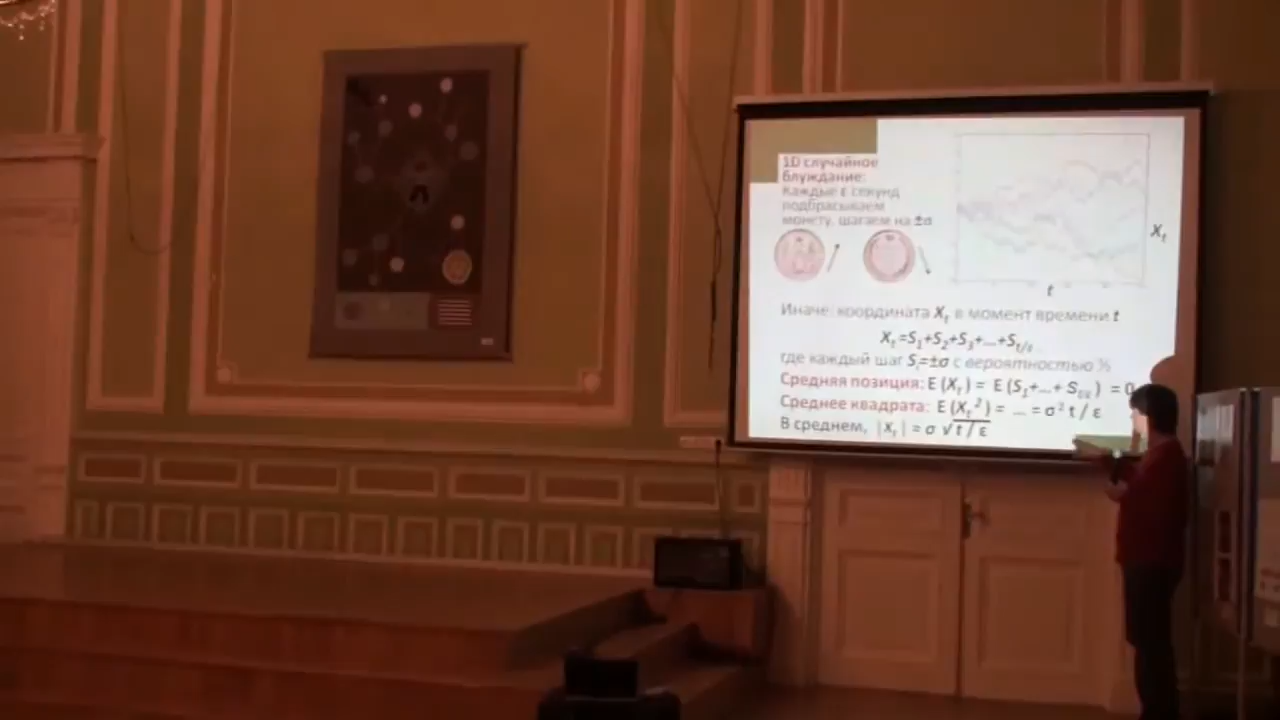 1D случайное
блуждание:
Каждые ε секунд
подбрасываем
монету, шагаем на ±σ
Xₜ
t
Иначе: координата Xₜ в момент времени t
Xₜ=S₁+S₂+S₃+...+Sₜ/ε
где каждый шаг Sᵢ=±σ с вероятностью ½
Средняя позиция: E (Xₜ) = E (S₁+...+ Sₜ/ε) = 0
Среднее квадрата: E (Xₜ²) = ... = σ² t / ε
В среднем, |Xₜ| = σ √t / ε